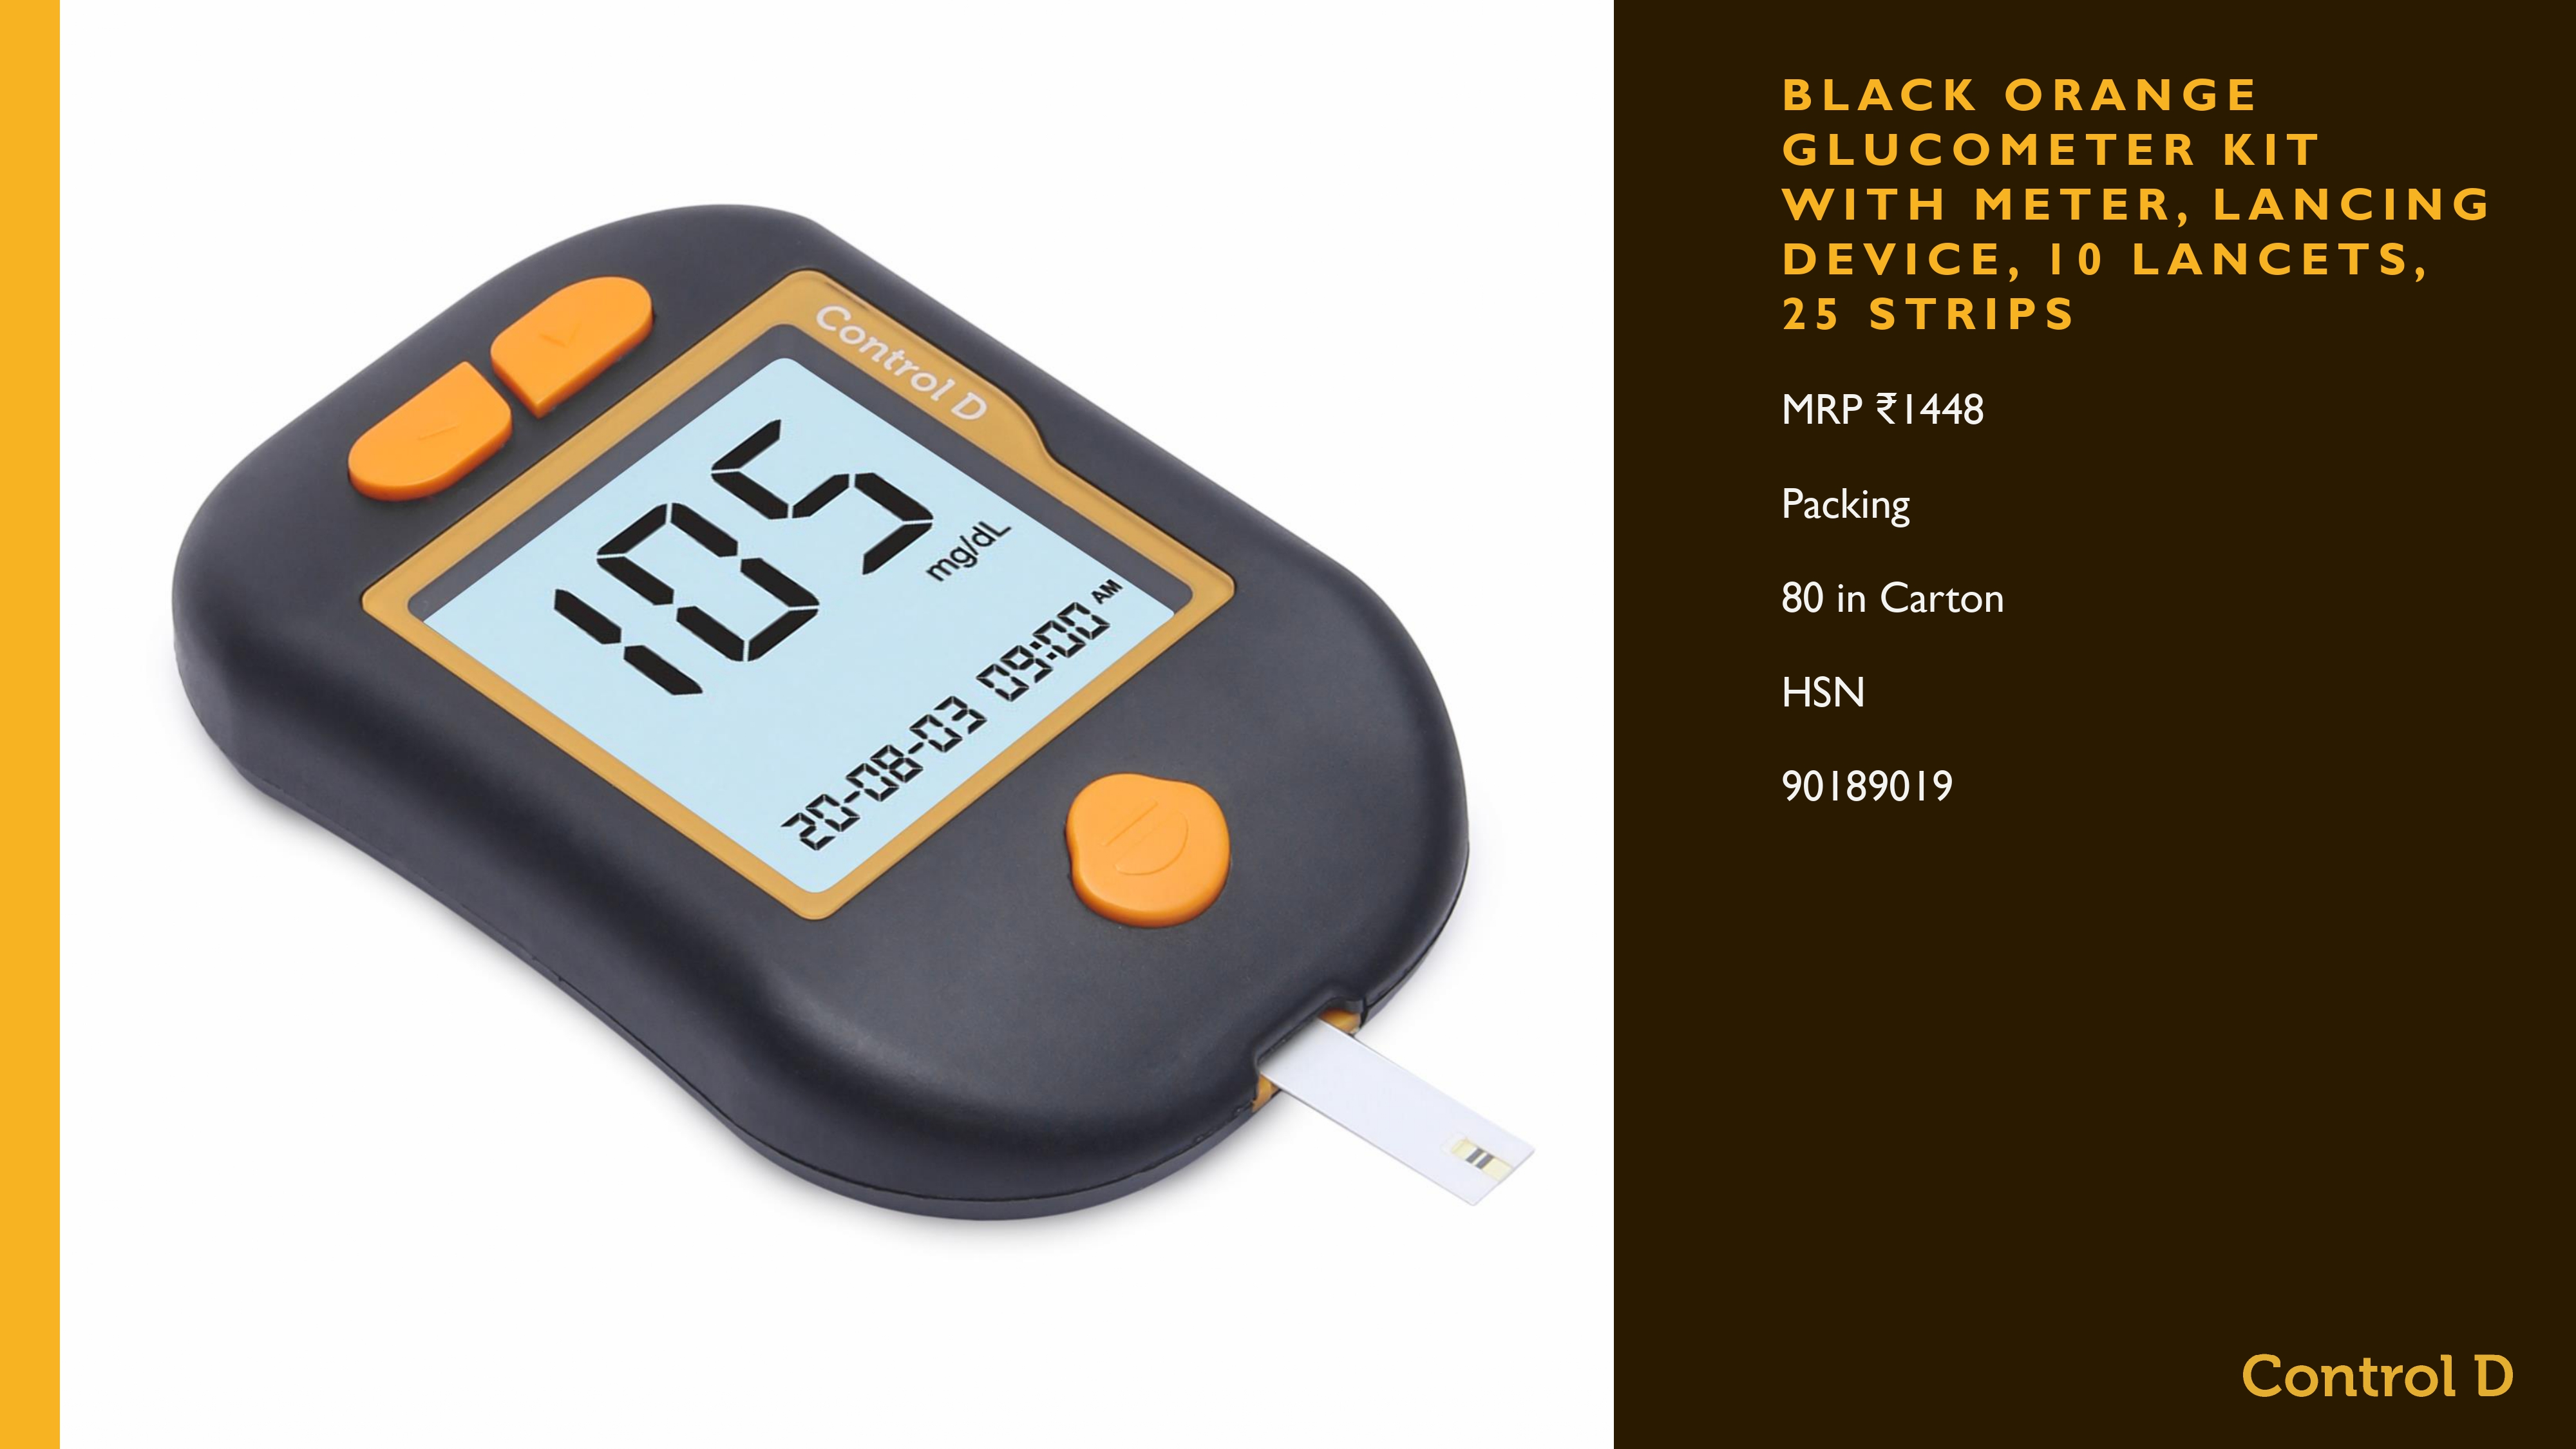 Control D
105
mg/dL
20-08-03 09:00 AM
BLACK ORANGE
GLUCOMETER KIT
WITH METER, LANCING
DEVICE, 10 LANCETS,
25 STRIPS
MRP ₹1448
Packing
80 in Carton
HSN
90189019
Control D